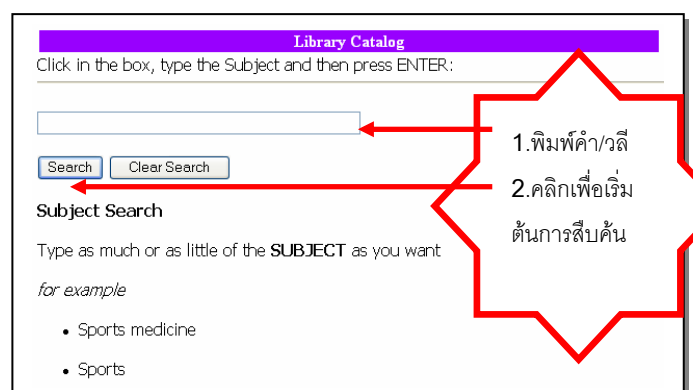 Library Catalog
Click in the box, type the Subject and then press ENTER:
1.พิมพ์คำ/วลี
Search Clear Search
2.คลิกเพื่อเริ่ม
ต้นการสืบค้น
Subject Search
Type as much or as little of the SUBJECT as you want
for example
• Sports medicine
• Sports